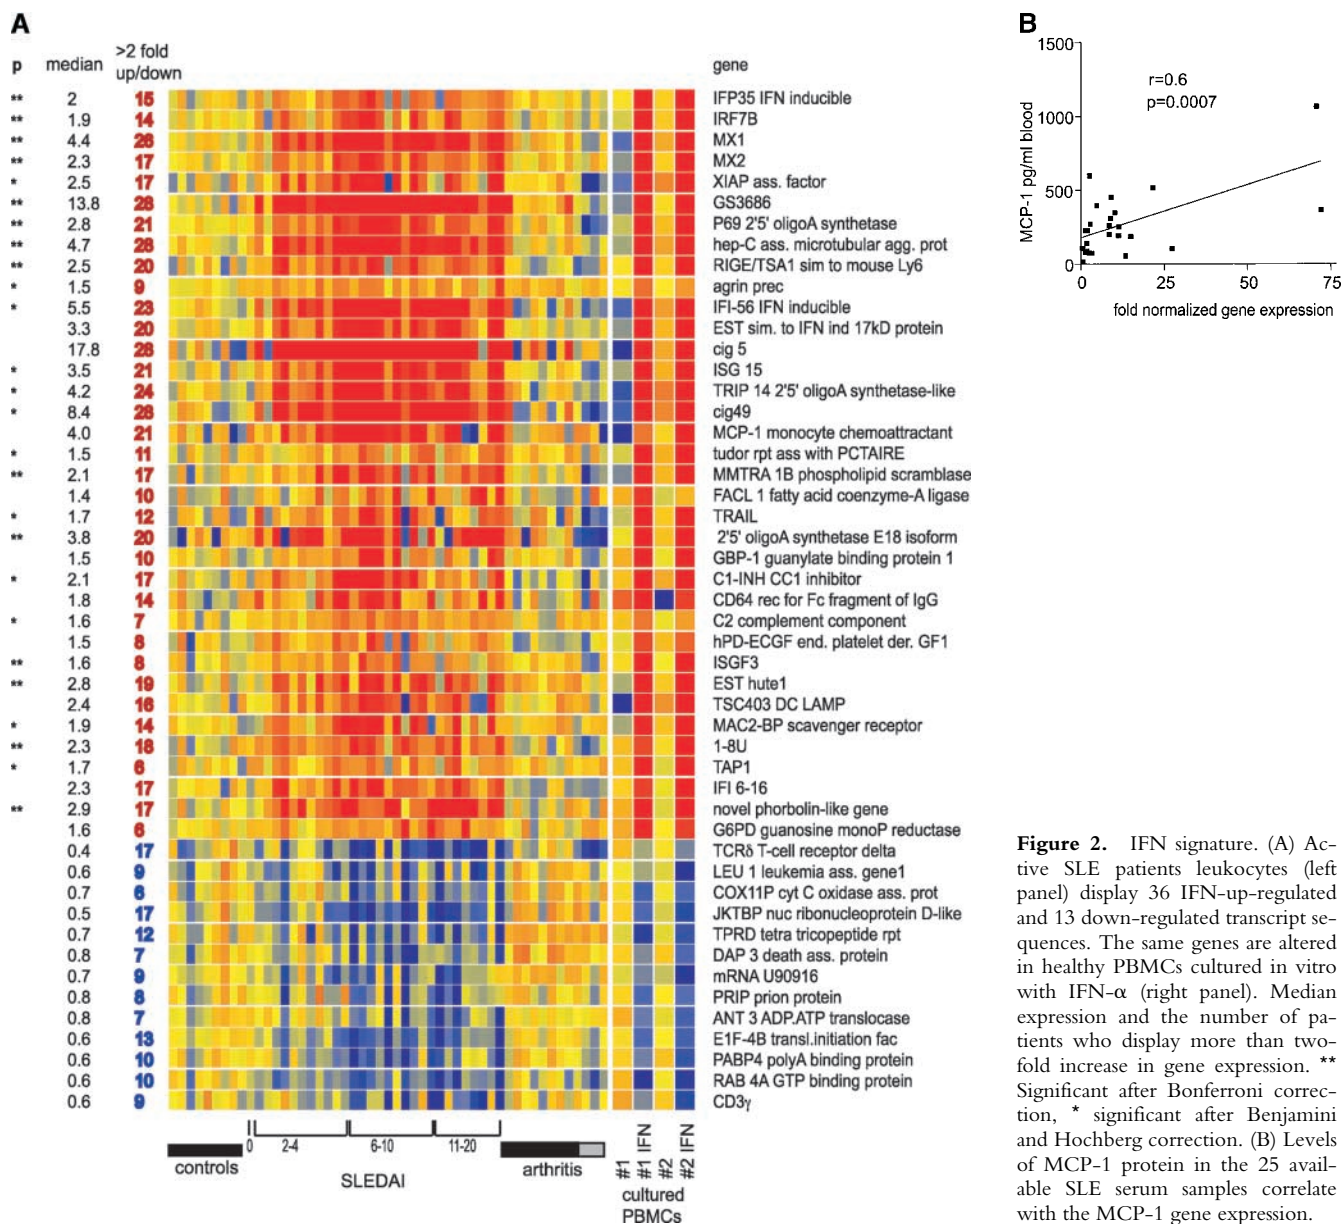 A
p median >2 fold up/down gene
** 2 15 IFP35 IFN inducible
** 1.9 14 IRF7B
** 4.4 26 MX1
** 2.3 17 MX2
* 2.5 17 XIAP ass. factor
** 13.8 28 GS3686
** 2.8 21 P69 2'5' oligoA synthetase
** 4.7 28 hep-C ass. microtubular agg. prot
** 2.5 20 RIGE/TSA1 sim to mouse Ly6
* 1.5 9 agrin prec
* 5.5 23 IFI-56 IFN inducible
3.3 20 EST sim. to IFN ind 17kD protein
17.8 28 cig 5
* 3.5 21 ISG 15
* 4.2 24 TRIP 14 2'5' oligoA synthetase-like
* 8.4 28 cig49
4.0 21 MCP-1 monocyte chemoattractant
* 1.5 11 tudor rpt ass with PCTAIRE
** 2.1 17 MMTRA 1B phospholipid scramblase
1.4 10 FACL 1 fatty acid coenzyme-A ligase
* 1.7 12 TRAIL
** 3.8 20 2'5' oligoA synthetase E18 isoform
1.5 10 GBP-1 guanylate binding protein 1
* 2.1 17 C1-INH CC1 inhibitor
1.8 14 CD64 rec for Fc fragment of IgG
* 1.6 7 C2 complement component
1.5 8 hPD-ECGF end. platelet der. GF1
** 1.6 8 ISGF3
** 2.8 19 EST hute1
2.4 16 TSC403 DC LAMP
* 1.9 14 MAC2-BP scavenger receptor
** 2.3 18 1-8U
* 1.7 6 TAP1
2.3 17 IFI 6-16
** 2.9 17 novel phorbolin-like gene
1.6 6 G6PD guanosine monoP reductase
0.4 17 TCRδ T-cell receptor delta
0.6 9 LEU 1 leukemia ass. gene1
0.7 6 COX11P cyt C oxidase ass. prot
0.5 17 JKTBP nuc ribonucleoprotein D-like
0.7 12 TPRD tetra tricopeptide rpt
0.8 7 DAP 3 death ass. protein
0.7 9 mRNA U90916
0.8 8 PRIP prion protein
0.8 7 ANT 3 ADP.ATP translocase
0.6 13 E1F-4B transl.initiation fac
0.6 10 PABP4 polyA binding protein
0.6 10 RAB 4A GTP binding protein
0.6 9 CD3γ
0 2-4 6-10 11-20
controls SLEDAI arthritis
#1
#1 IFN
#2
#2 IFN
cultured
PBMCs
B
1500
1000
500
0
MCP-1 pg/ml blood
r=0.6
p=0.0007
0 25 50 75
fold normalized gene expression
Figure 2. IFN signature. (A) Ac-
tive SLE patients leukocytes (left
panel) display 36 IFN-up-regulated
and 13 down-regulated transcript se-
quences. The same genes are altered
in healthy PBMCs cultured in vitro
with IFN-α (right panel). Median
expression and the number of pa-
tients who display more than two-
fold increase in gene expression. **
Significant after Bonferroni correc-
tion, * significant after Benjamini
and Hochberg correction. (B) Levels
of MCP-1 protein in the 25 avail-
able SLE serum samples correlate
with the MCP-1 gene expression.